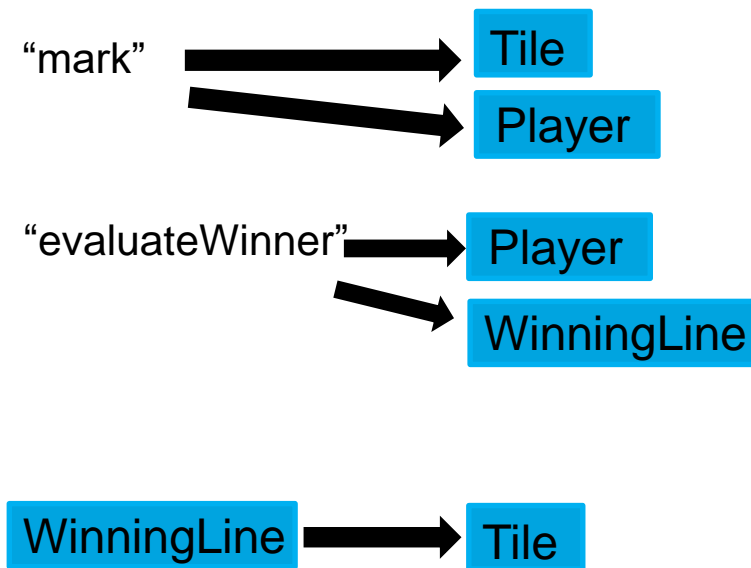 “mark”
Tile
Player
“evaluateWinner”
Player
WinningLine
WinningLine
Tile